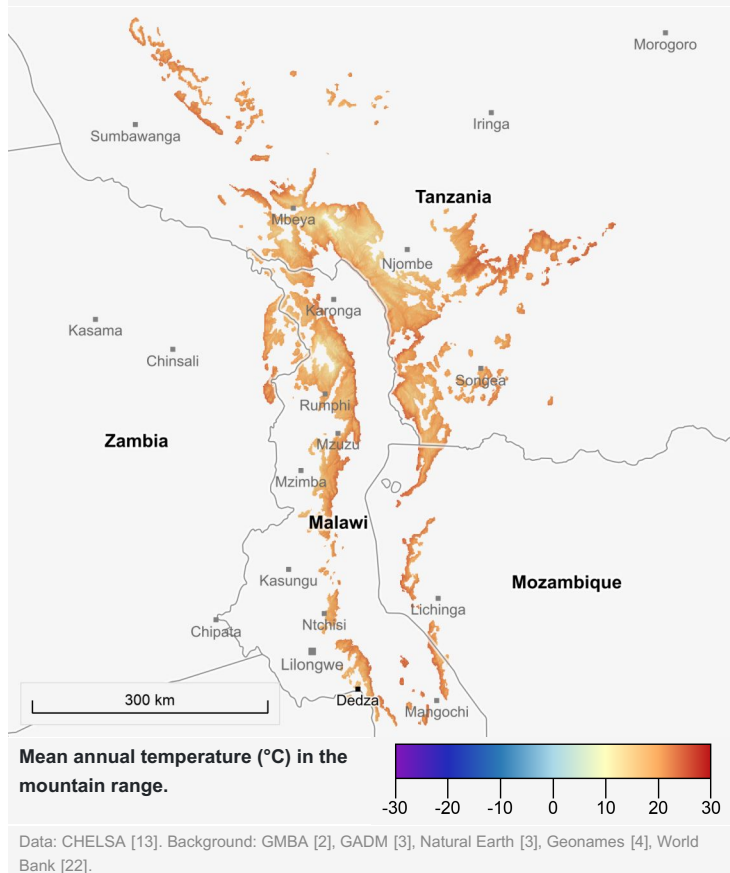 Morogoro
Sumbawanga
Iringa
Tanzania
Mbeya
Njombe
Karonga
Kasama
Chinsali
Songea
Rumphi
Zambia
Mzuzu
Mzimba
Malawi
Kasungu
Mozambique
Lichinga
Chipata
Ntchisi
Lilongwe
300 km
Dedza
Mangochi
Mean annual temperature (°C) in the
mountain range.
-30 -20 -10 0 10 20 30
Data: CHELSA [13]. Background: GMBA [2], GADM [3], Natural Earth [3], Geonames [4], World
Bank [22].